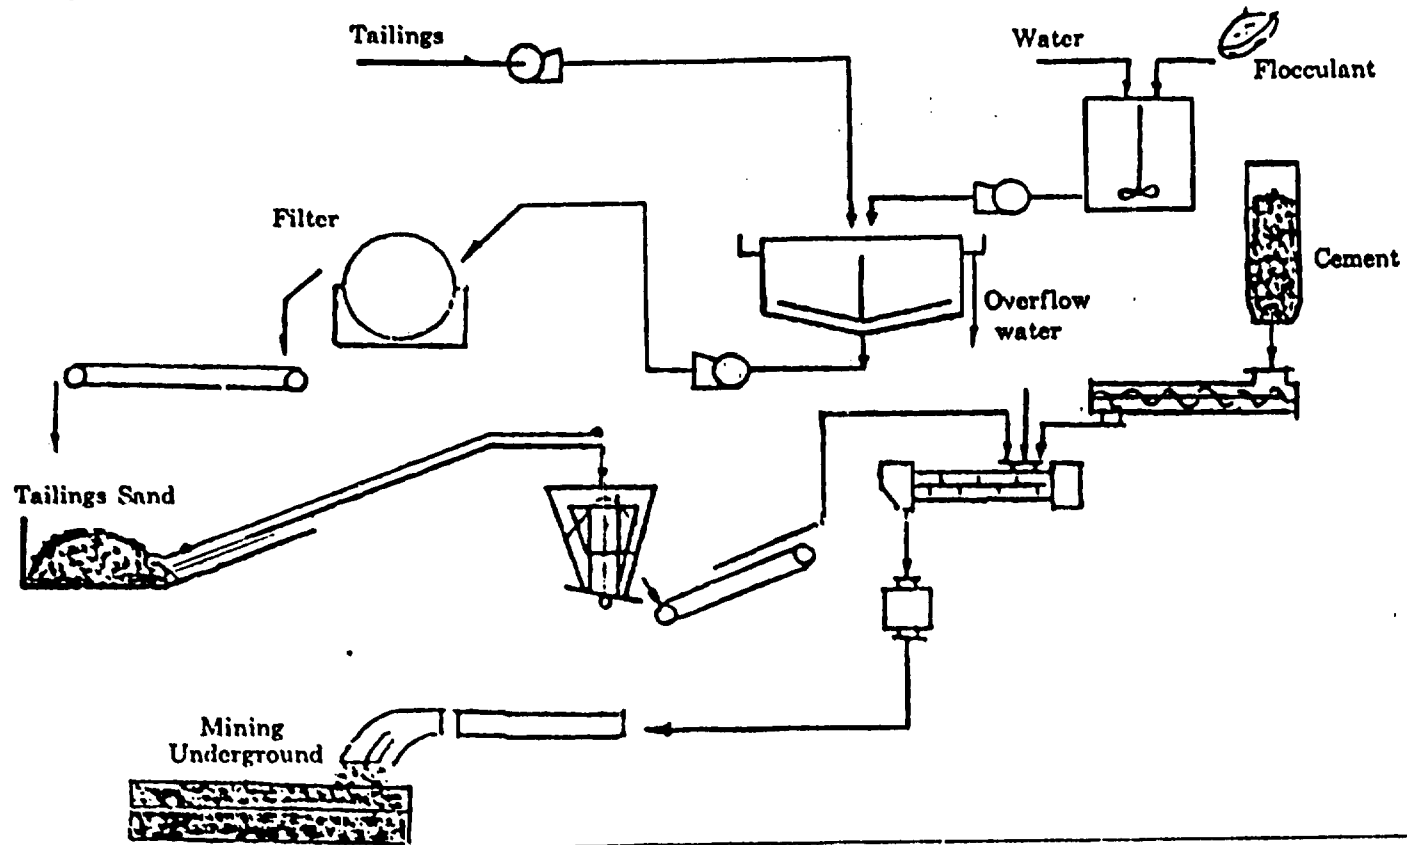 Tailings
Water
Flocculant
Filter
Cement
Overflow
water
Tailings Sand
Mining
Underground